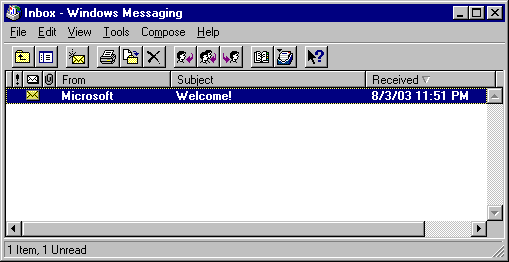 Inbox - Windows Messaging
File Edit View Tools Compose Help
! From Subject Received
Microsoft Welcome! 8/3/03 11:51 PM
1 Item, 1 Unread